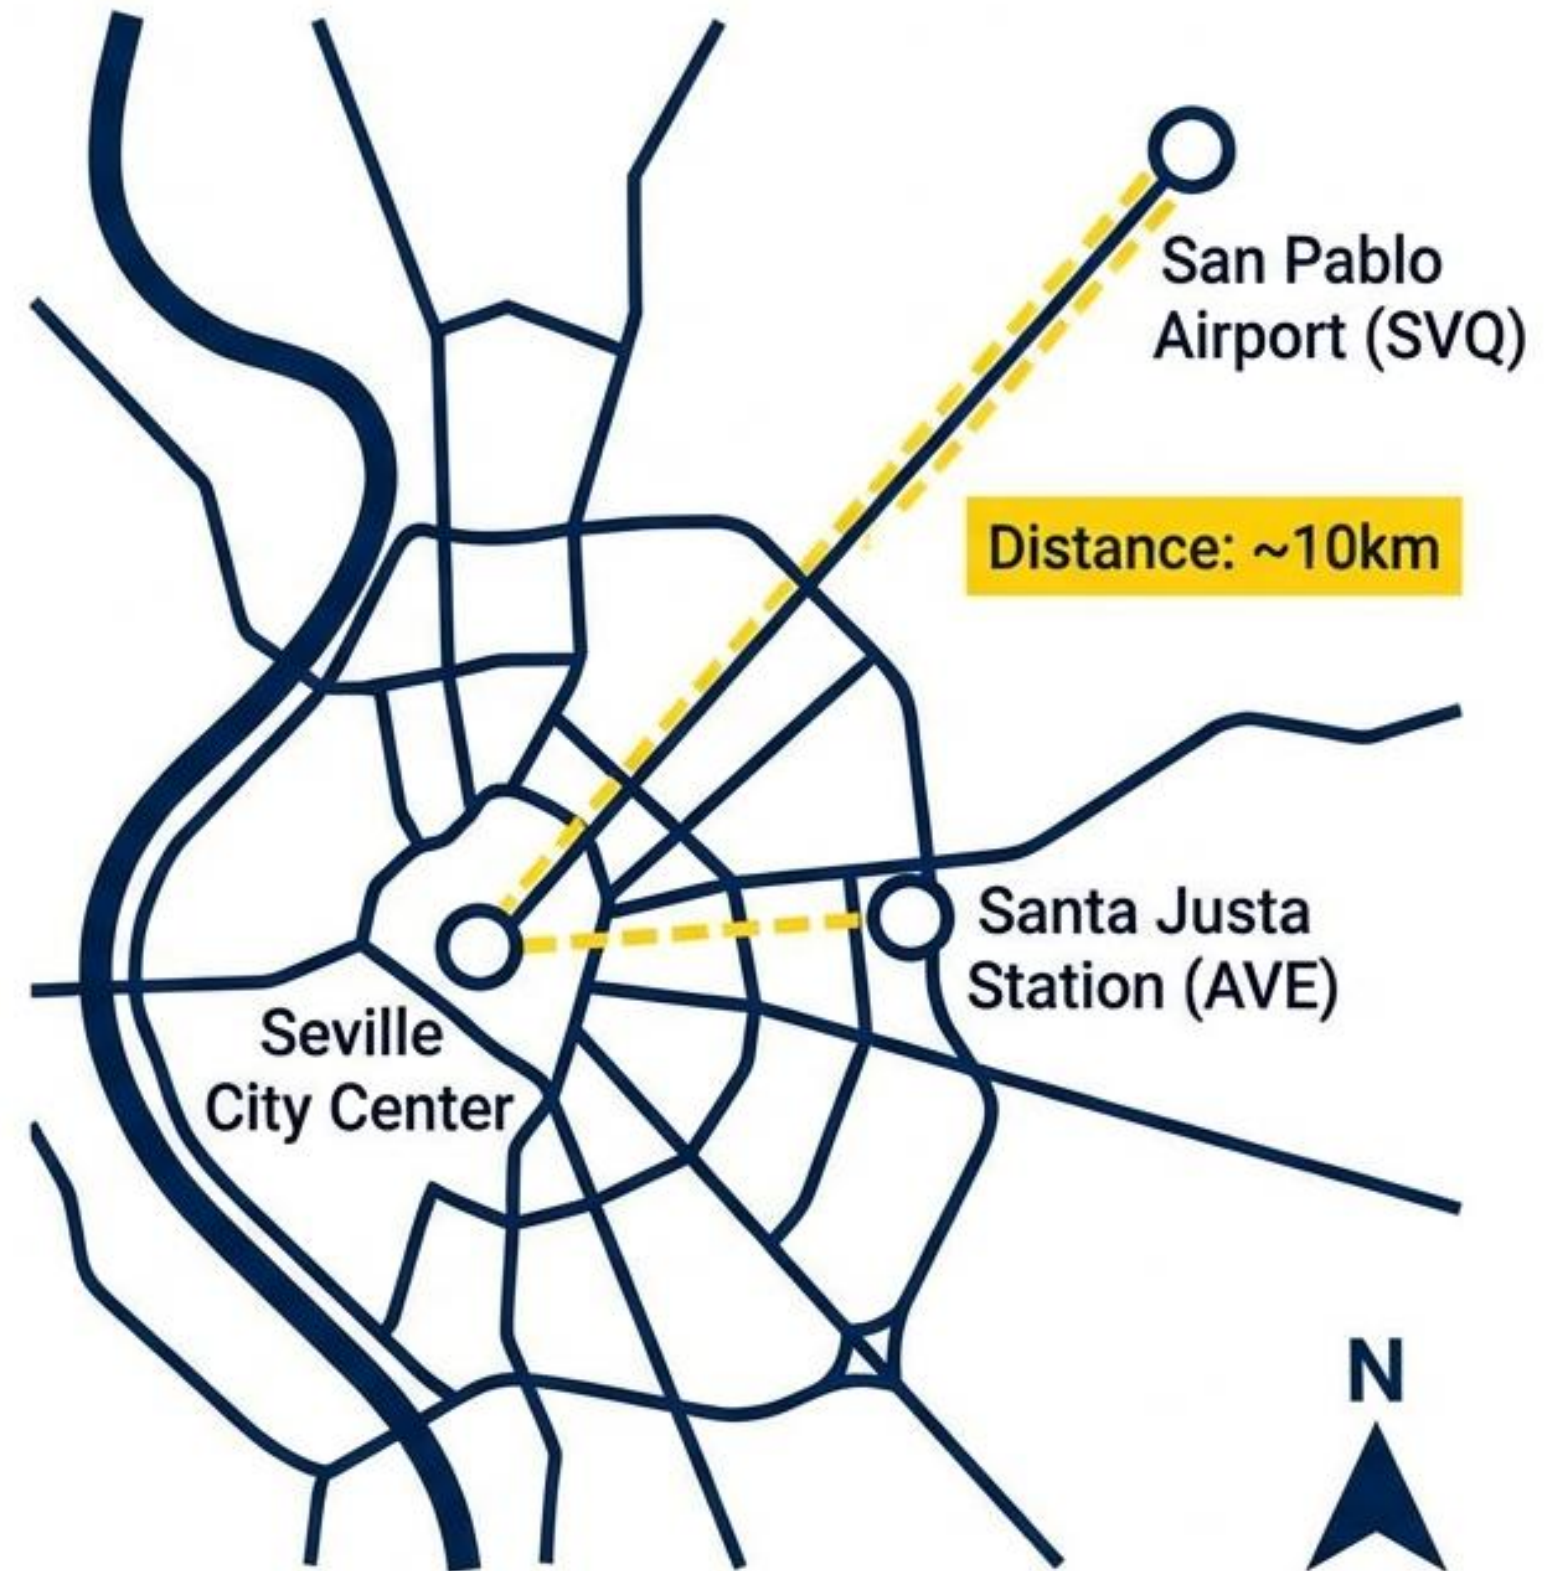 San Pablo
Airport (SVQ)
Distance: ~10km
Santa Justa
Station (AVE)
Seville
City Center
N